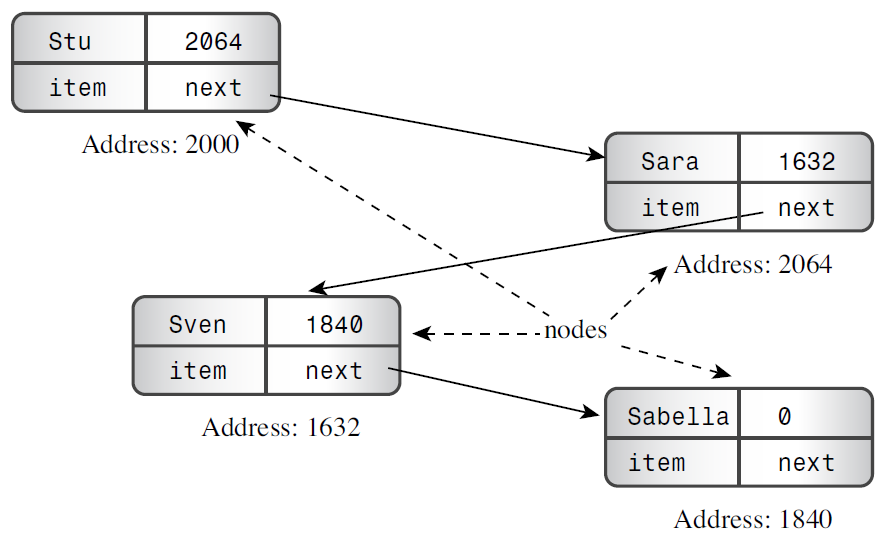 Stu 2064
item next
Address: 2000
Sara 1632
item next
Address: 2064
Sven 1840
item next
Address: 1632
nodes
Sabella 0
item next
Address: 1840